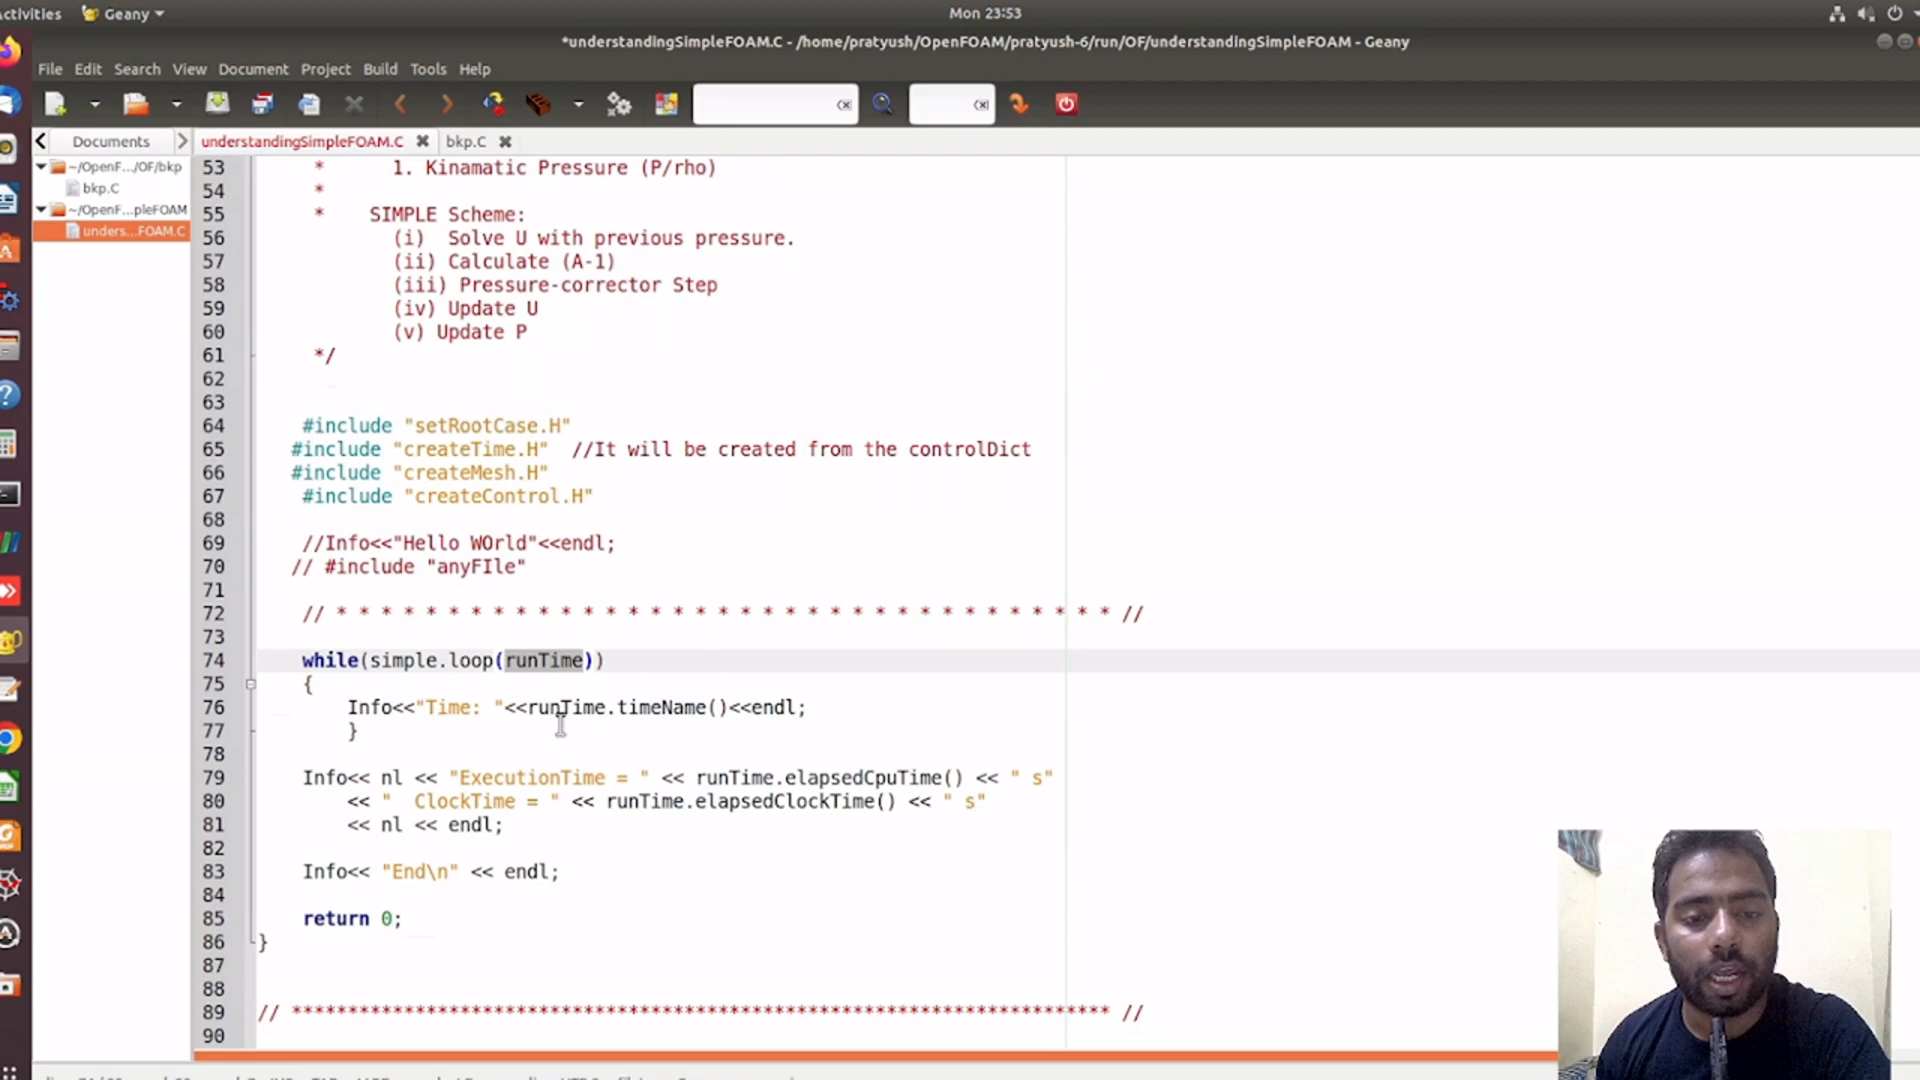 Activities Geany Mon 23:53
*understandingSimpleFOAM.C - /home/pratyush/OpenFOAM/pratyush-6/run/OF/understandingSimpleFOAM - Geany
File Edit Search View Document Project Build Tools Help
Documents understandingSimpleFOAM.C bkp.C
~/OpenF.../OF/bkp
bkp.C
~/OpenF...pleFOAM
unders...FOAM.C
53 * 1. Kinamatic Pressure (P/rho)
54 *
55 * SIMPLE Scheme:
56 (i) Solve U with previous pressure.
57 (ii) Calculate (A-1)
58 (iii) Pressure-corrector Step
59 (iv) Update U
60 (v) Update P
61 */
62
63
64 #include "setRootCase.H"
65 #include "createTime.H" //It will be created from the controlDict
66 #include "createMesh.H"
67 #include "createControl.H"
68
69 //Info<<"Hello WOrld"<<endl;
70 // #include "anyFIle"
71
72 // * * * * * * * * * * * * * * * * * * * * * * * * * * * * * * * * * * * //
73
74 while(simple.loop(runTime))
75 {
76 Info<<"Time: "<<runTime.timeName()<<endl;
77 }
78
79 Info<< nl << "ExecutionTime = " << runTime.elapsedCpuTime() << " s"
80 << "  ClockTime = " << runTime.elapsedClockTime() << " s"
81 << nl << endl;
82
83 Info<< "End\n" << endl;
84
85 return 0;
86 }
87
88
89 // ************************************************************************* //
90